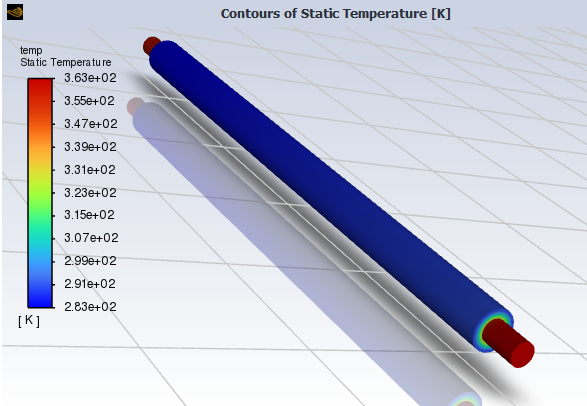 Contours of Static Temperature [K]
temp
Static Temperature
3.63e+02
3.55e+02
3.47e+02
3.39e+02
3.31e+02
3.23e+02
3.15e+02
3.07e+02
2.99e+02
2.91e+02
2.83e+02
[ K ]